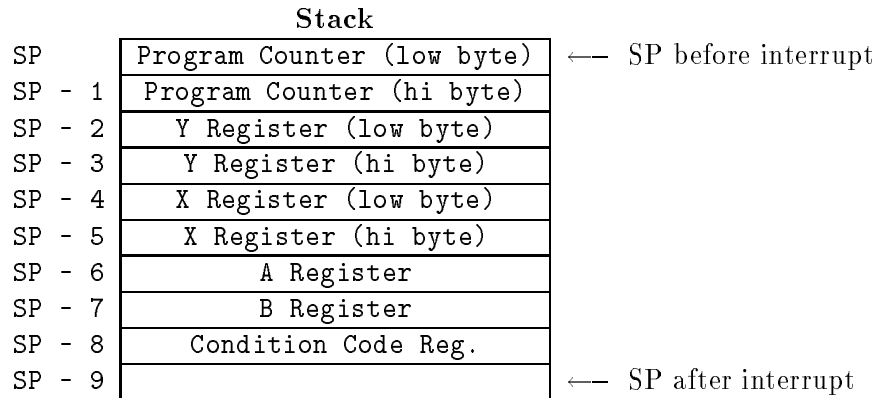 Stack
SP Program Counter (low byte) ←— SP before interrupt
SP - 1 Program Counter (hi byte)
SP - 2 Y Register (low byte)
SP - 3 Y Register (hi byte)
SP - 4 X Register (low byte)
SP - 5 X Register (hi byte)
SP - 6 A Register
SP - 7 B Register
SP - 8 Condition Code Reg.
SP - 9 ←— SP after interrupt